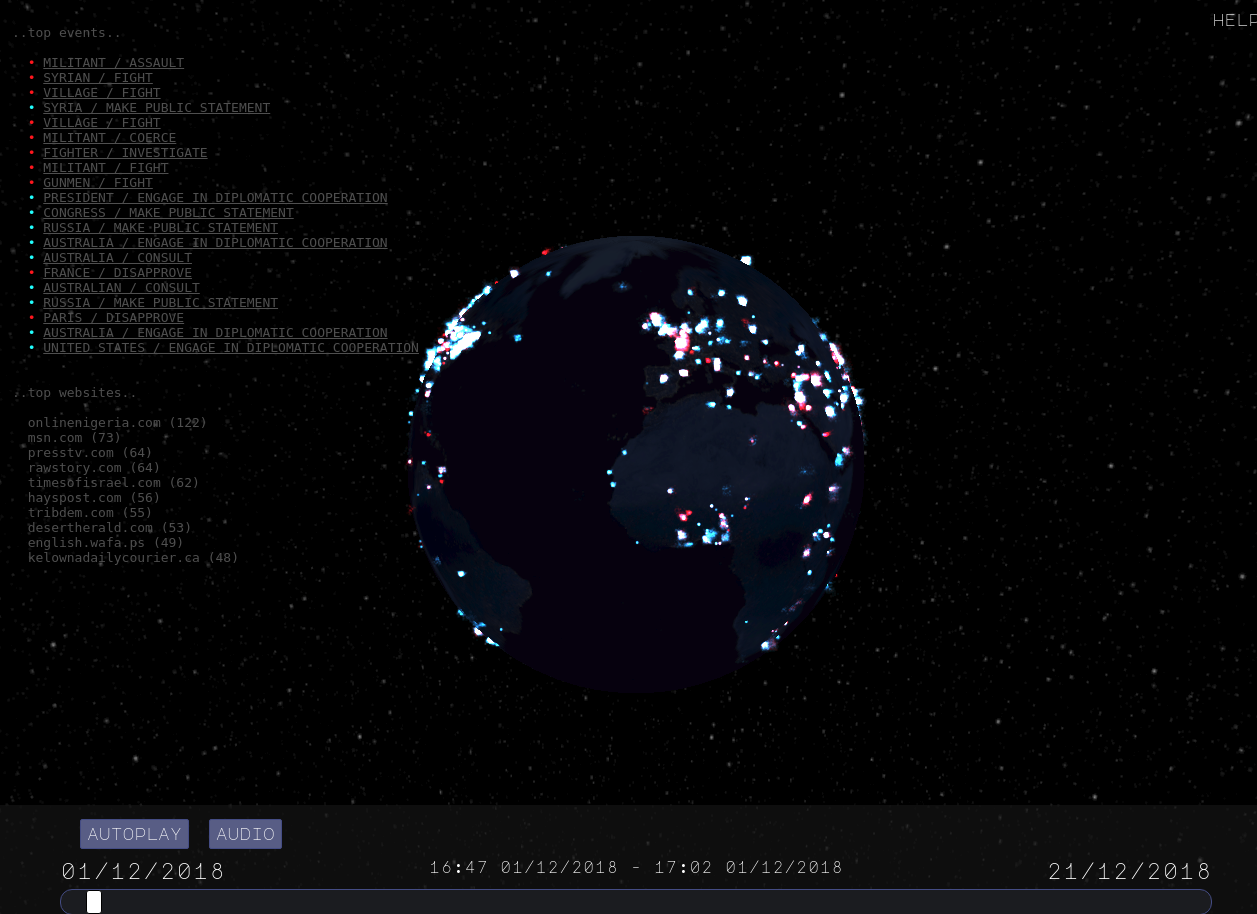 HELP
..top events..
MILITANT / ASSAULT
SYRIAN / FIGHT
VILLAGE / FIGHT
SYRIA / MAKE PUBLIC STATEMENT
VILLAGE / FIGHT
MILITANT / COERCE
FIGHTER / INVESTIGATE
MILITANT / FIGHT
GUNMEN / FIGHT
PRESIDENT / ENGAGE IN DIPLOMATIC COOPERATION
CONGRESS / MAKE PUBLIC STATEMENT
RUSSIA / MAKE PUBLIC STATEMENT
AUSTRALIA / ENGAGE IN DIPLOMATIC COOPERATION
AUSTRALIA / CONSULT
FRANCE / DISAPPROVE
AUSTRALIAN / CONSULT
RUSSIA / MAKE PUBLIC STATEMENT
PARIS / DISAPPROVE
AUSTRALIA / ENGAGE IN DIPLOMATIC COOPERATION
UNITED STATES / ENGAGE IN DIPLOMATIC COOPERATION
..top websites..
onlinenigeria.com (122)
msn.com (73)
presstv.com (64)
rawstory.com (64)
timesofisrael.com (62)
hayspost.com (56)
tribdem.com (55)
desertherald.com (53)
english.wafa.ps (49)
kelownadailycourier.ca (48)
AUTOPLAY AUDIO
01/12/2018 16:47 01/12/2018 - 17:02 01/12/2018 21/12/2018